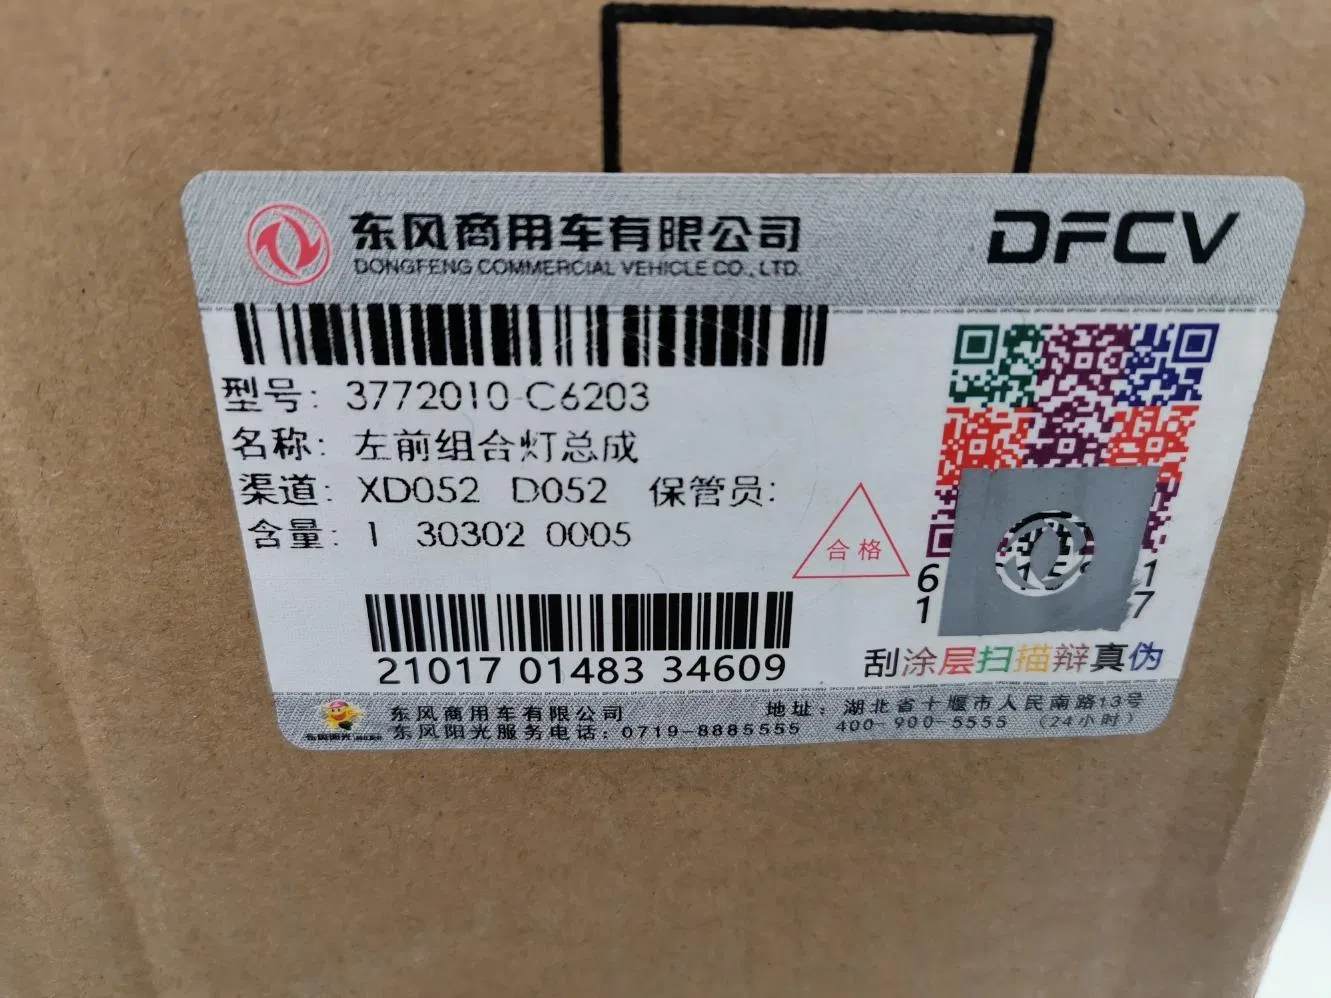 东风商用车有限公司
DONGFENG COMMERCIAL VEHICLE CO., LTD.
DFCV
型号: 3772010-C6203
名称: 左前组合灯总成
渠道: XD052 D052 保管员:
含量: 1 30302 0005
合格
21017 01483 34609
刮涂层扫描辩真伪
东风商用车有限公司 地址: 湖北省十堰市人民南路13号
东风阳光服务电话: 0719-8885555 400-900-5555 (24小时)